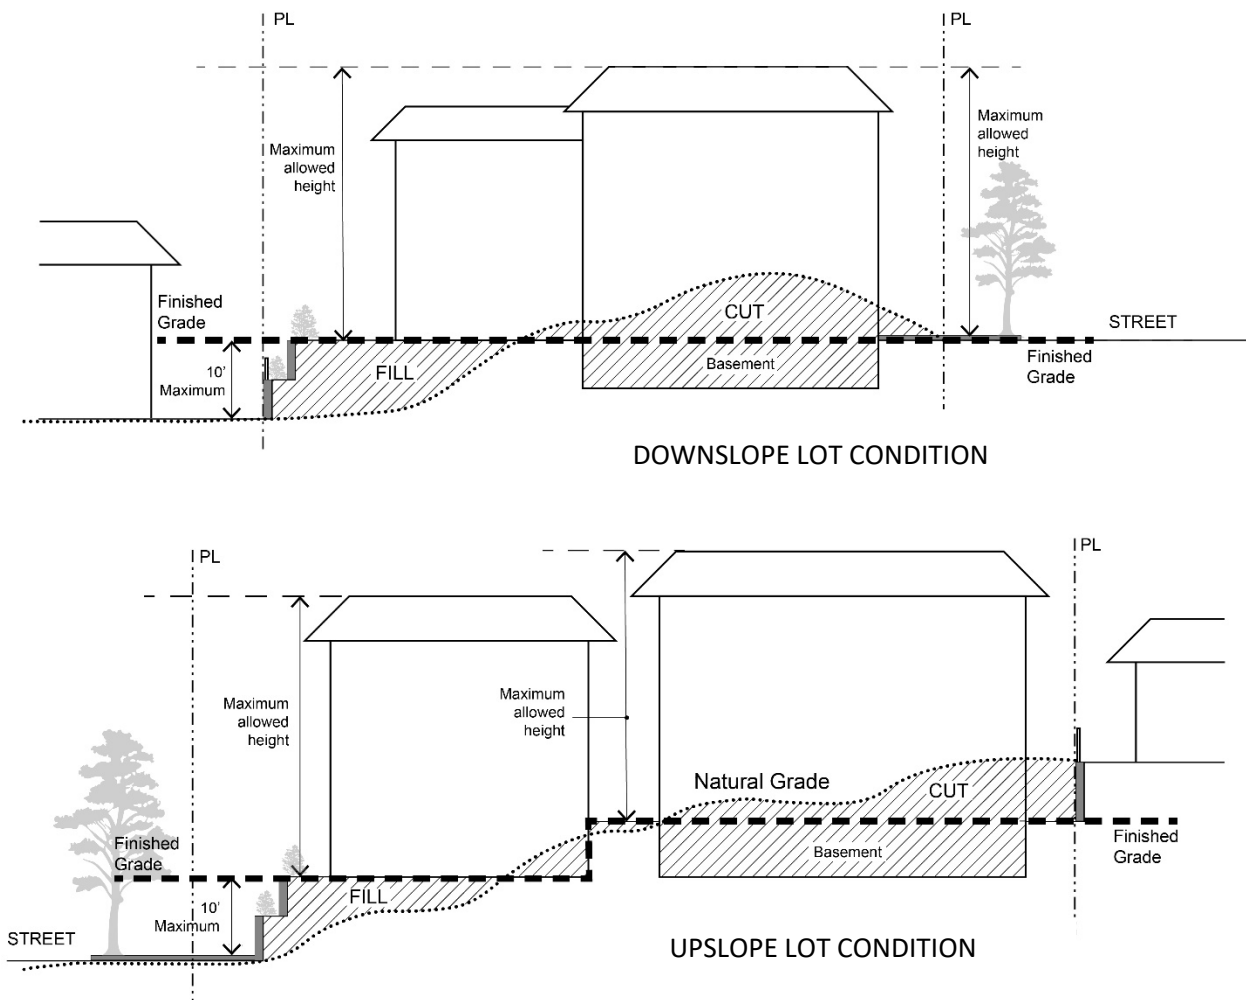 PL
PL
Maximum
allowed
height
Maximum
allowed
height
Finished
Grade
CUT
STREET
10'
Maximum
FILL
Basement
Finished
Grade
DOWNSLOPE LOT CONDITION
PL
PL
Maximum
allowed
height
Maximum
allowed
height
Natural Grade
CUT
Finished
Grade
Basement
Finished
Grade
FILL
10'
Maximum
STREET
UPSLOPE LOT CONDITION